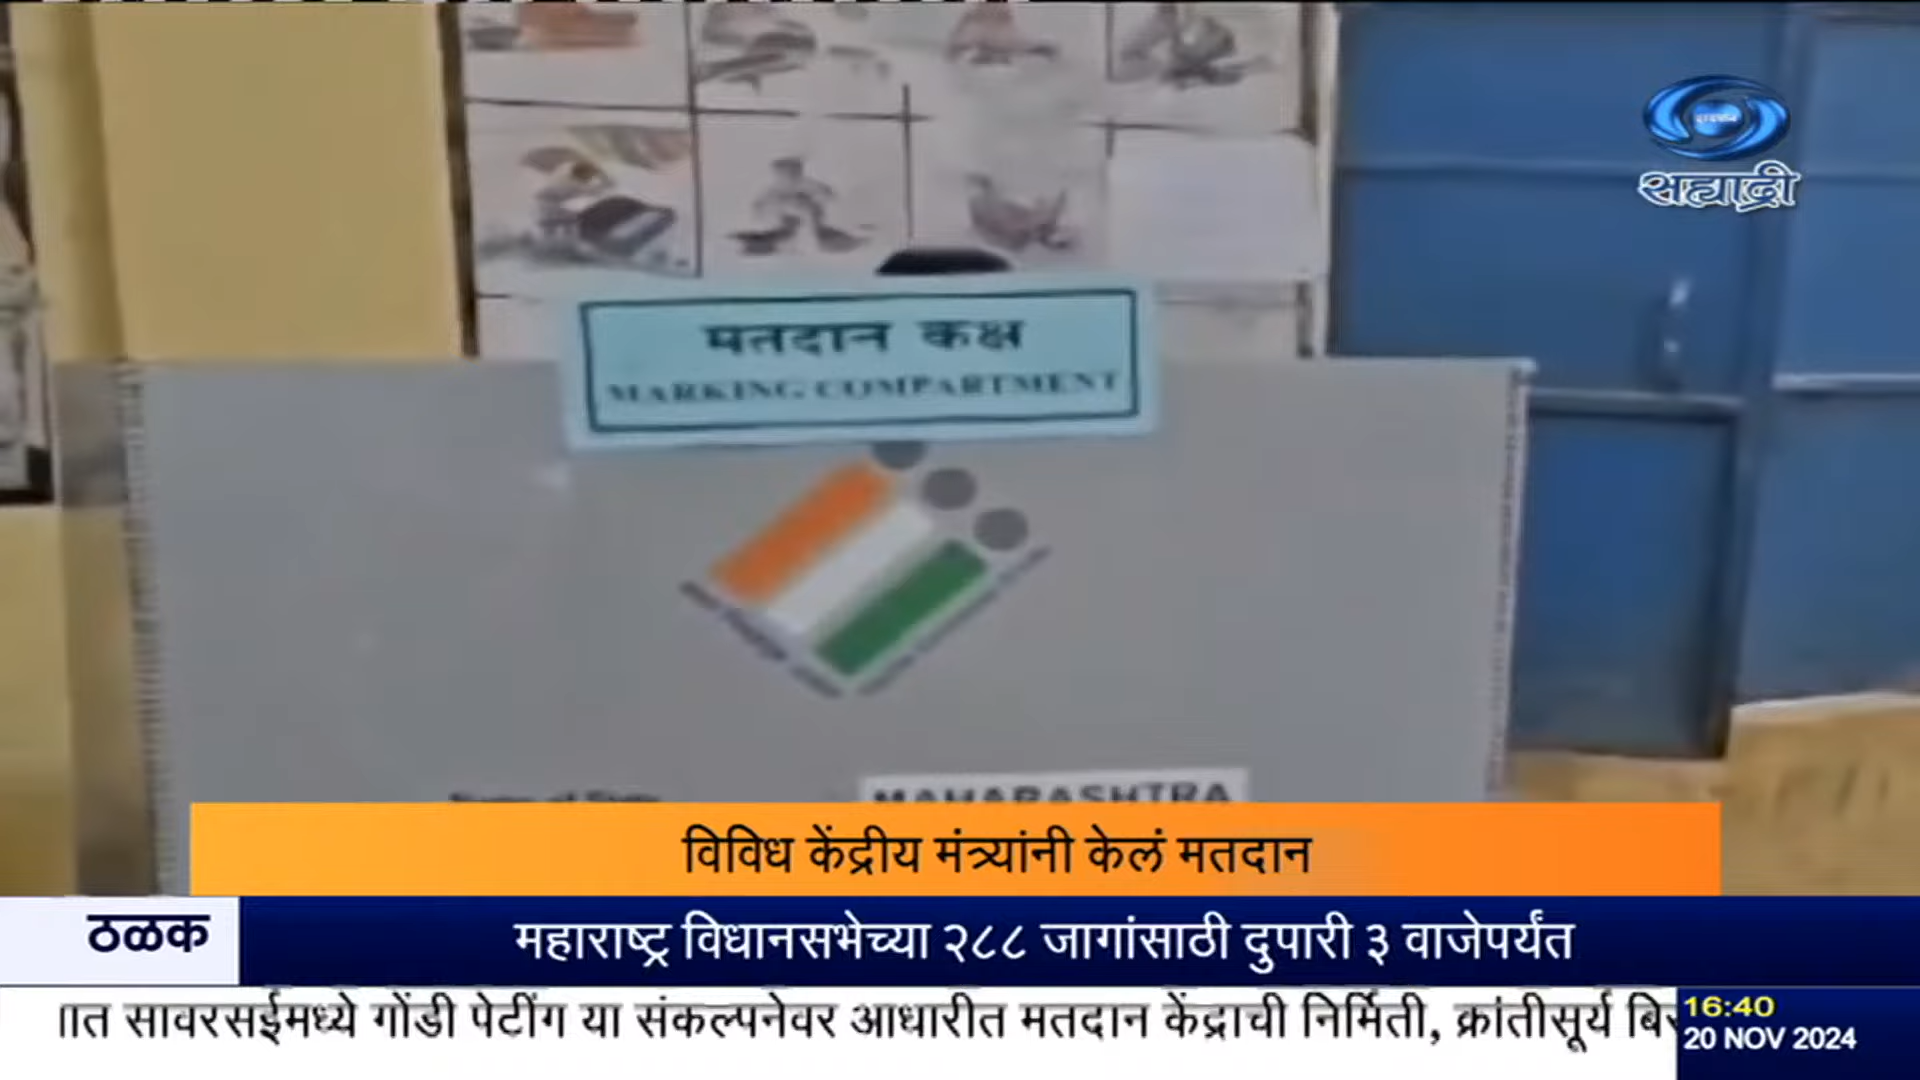 सह्याद्री
मतदान कक्ष
MARKING COMPARTMENT
MAHARASHTRA
विविध केंद्रीय मंत्र्यांनी केलं मतदान
ठळक
महाराष्ट्र विधानसभेच्या २८८ जागांसाठी दुपारी ३ वाजेपर्यंत
सावरसईमध्ये गोंडी पेटींग या संकल्पनेवर आधारीत मतदान केंद्राची निर्मिती, क्रांतीसूर्य
16:40
20 NOV 2024